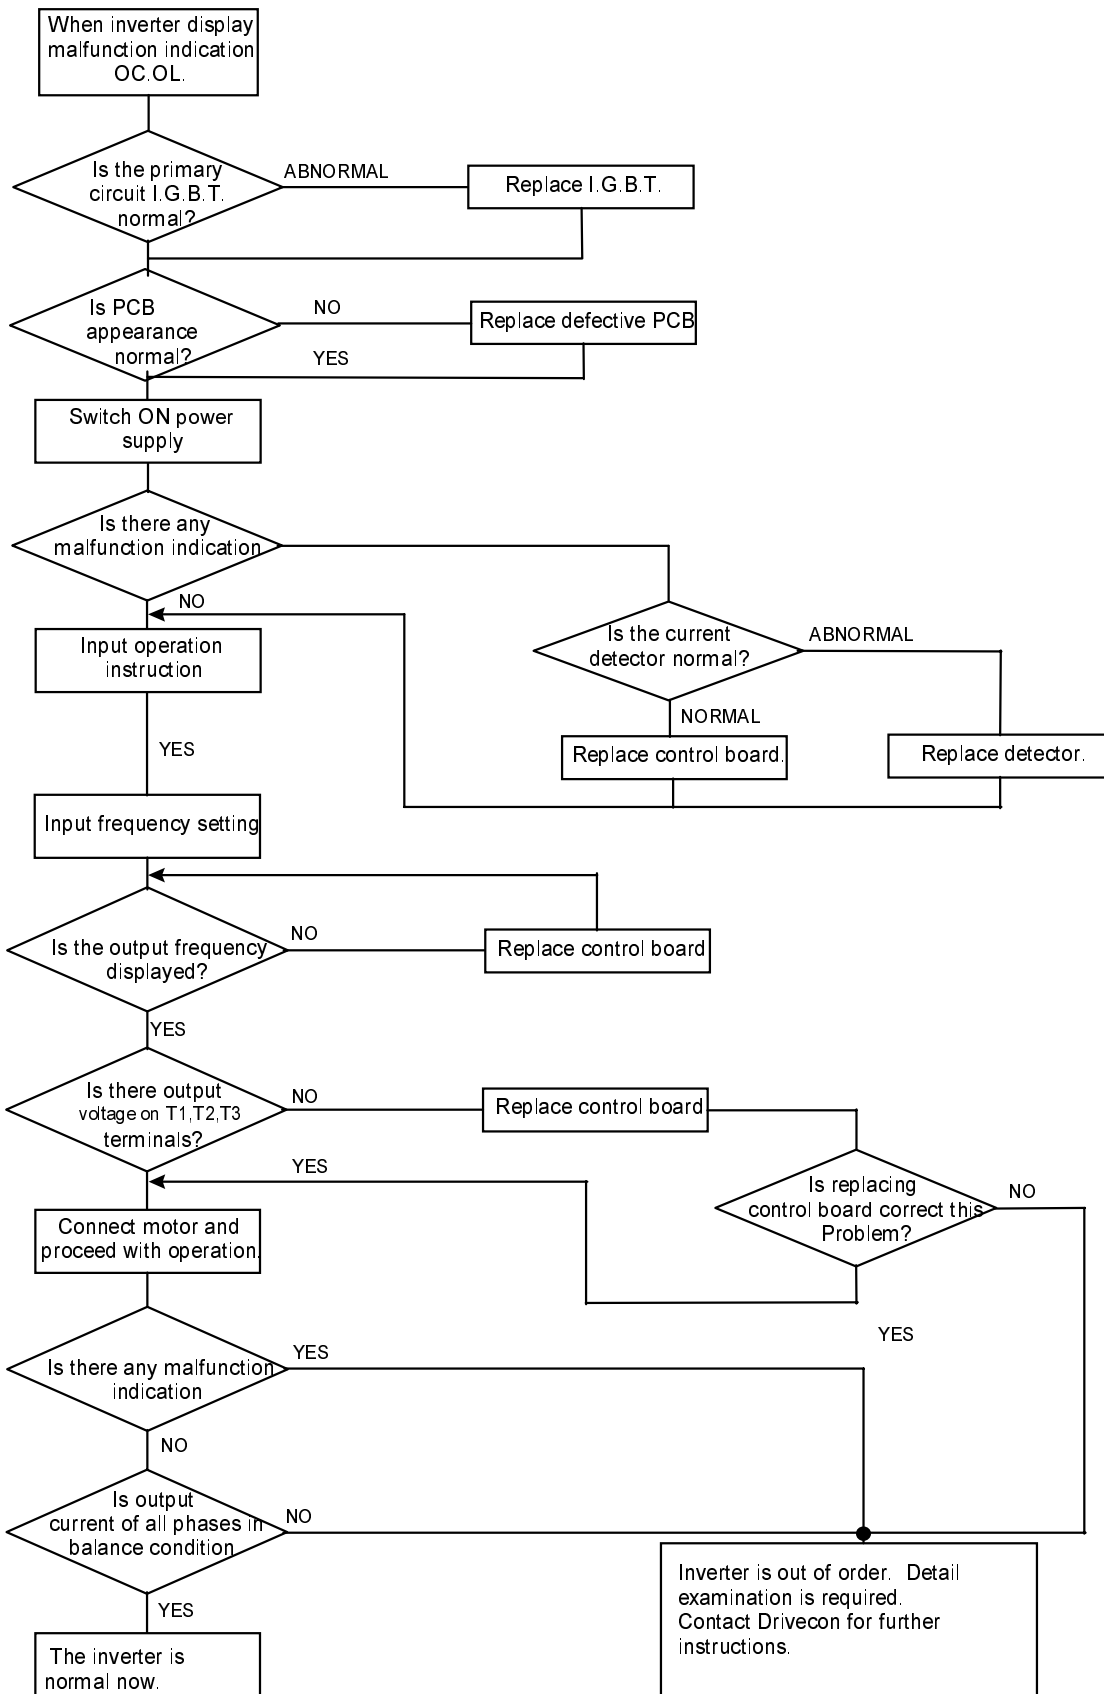 When inverter display
malfunction indication
OC.OL.
Is the primary
circuit I.G.B.T.
normal?
ABNORMAL
Replace I.G.B.T.
Is PCB
appearance
normal?
NO
Replace defective PCB
YES
Switch ON power
supply
Is there any
malfunction indication
NO
Is the current
detector normal?
ABNORMAL
Input operation
instruction
NORMAL
Replace control board.
Replace detector.
YES
Input frequency setting
Is the output frequency
displayed?
NO
Replace control board
YES
Is there output
voltage on T1,T2,T3
terminals?
NO
Replace control board
YES
Is replacing
control board correct this
Problem?
NO
Connect motor and
proceed with operation.
YES
Is there any malfunction
indication
YES
NO
Is output
current of all phases in
balance condition
NO
YES
Inverter is out of order. Detail
examination is required.
Contact Drivecon for further
instructions.
The inverter is
normal now.